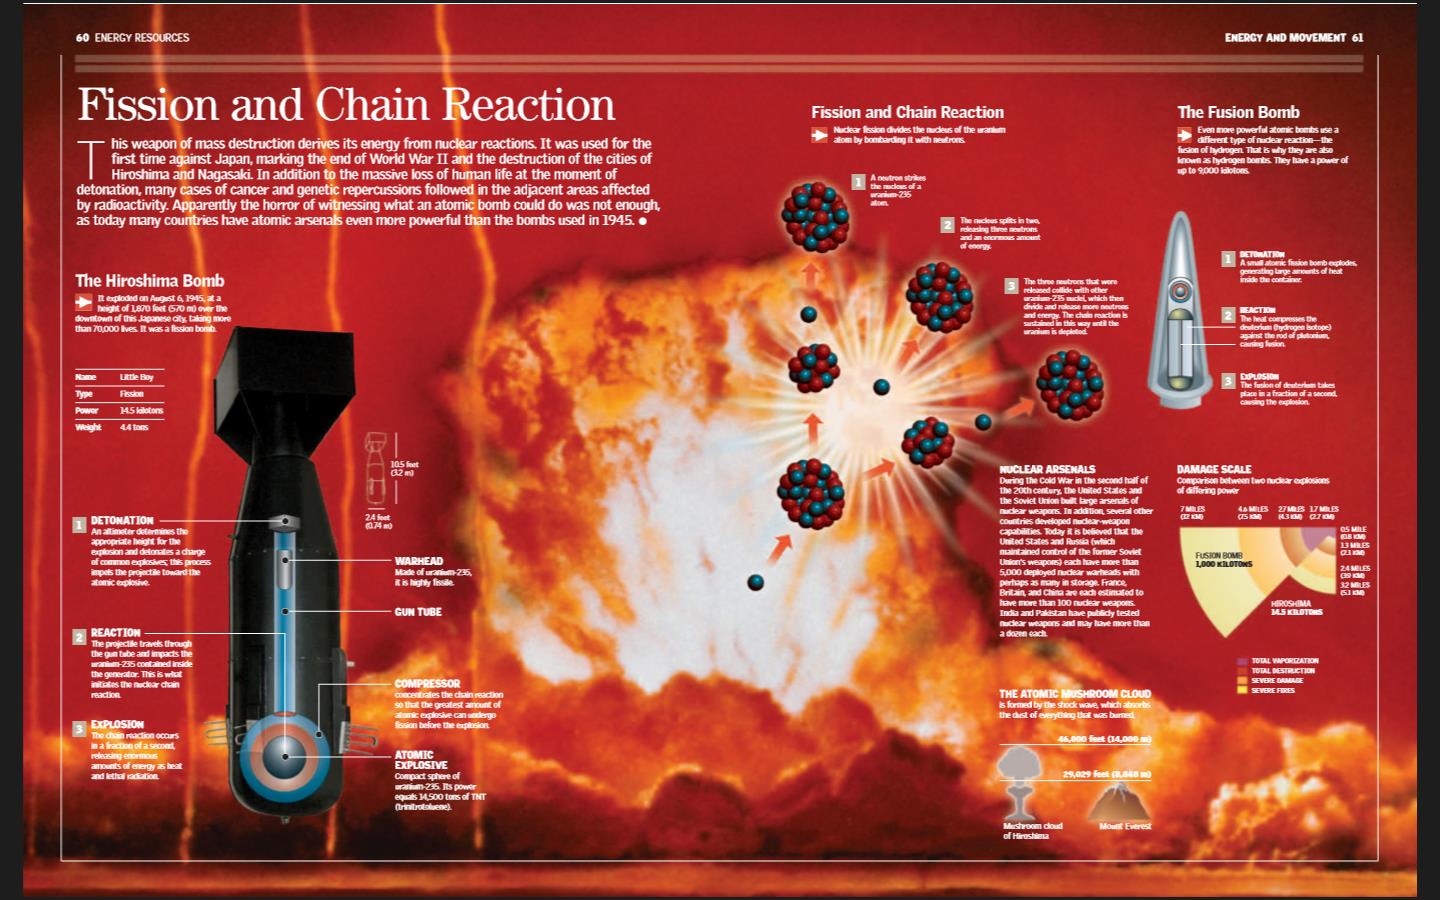 60 ENERGY RESOURCES
ENERGY AND MOVEMENT 61
Fission and Chain Reaction
This weapon of mass destruction derives its energy from nuclear reactions. It was used for the
first time against Japan, marking the end of World War II and the destruction of the cities of
Hiroshima and Nagasaki. In addition to the massive loss of human life at the moment of
detonation, many cases of cancer and genetic repercussions followed in the adjacent areas affected
by radioactivity. Apparently the horror of witnessing what an atomic bomb could do was not enough,
as today many countries have atomic arsenals even more powerful than the bombs used in 1945.
The Hiroshima Bomb
It exploded on August 6, 1945, at a
height of 1,870 feet (570 m) over the
downtown of this Japanese city, taking more
than 70,000 lives. It was a fission bomb.
Name Little Boy
Type Fission
Power 14.5 kilotons
Weight 4.4 tons
10.5 feet
(3.2 m)
2.4 feet
(0.74 m)
1 DETONATION
An altimeter determines the
appropriate height for the
explosion and detonates a charge
of common explosives; this process
impels the projectile toward the
atomic explosive.
2 REACTION
The projectile travels through
the gun tube and impacts the
uranium-235 contained inside
the generator. This is what
initiates the nuclear chain
reaction.
3 EXPLOSION
The chain reaction occurs
in a fraction of a second,
releasing enormous
amounts of energy as heat
and lethal radiation.
WARHEAD
Made of uranium-235,
it is highly fissile.
GUN TUBE
COMPRESSOR
concentrates the chain reaction
so that the greatest amount of
atomic explosive can undergo
fission before the explosion.
ATOMIC
EXPLOSIVE
Compact sphere of
uranium-235. Its power
equals 14,500 tons of TNT
(trinitrotoluene).
Fission and Chain Reaction
Nuclear fission divides the nucleus of the uranium
atom by bombarding it with neutrons.
1 A neutron strikes
the nucleus of a
uranium-235
atom.
2 The nucleus splits in two,
releasing three neutrons
and an enormous amount
of energy.
3 The three neutrons that were
released collide with other
uranium-235 nuclei, which then
divide and release more neutrons
and energy. The chain reaction is
sustained in this way until the
uranium is depleted.
The Fusion Bomb
Even more powerful atomic bombs use a
different type of nuclear reaction—the
fusion of hydrogen. That is why they are also
known as hydrogen bombs. They have a power of
up to 9,000 kilotons.
1 DETONATION
A small atomic fission bomb explodes,
generating large amounts of heat
inside the container.
2 REACTION
The heat compresses the
deuterium (hydrogen isotope)
against the rod of plutonium,
causing fusion.
3 EXPLOSION
The fusion of deuterium takes
place in a fraction of a second,
causing the explosion.
NUCLEAR ARSENALS
During the Cold War in the second half of
the 20th century, the United States and
the Soviet Union built large arsenals of
nuclear weapons. In addition, several other
countries developed nuclear-weapon
capabilities. Today it is believed that the
United States and Russia (which
maintained control of the former Soviet
Union's weapons) each have more than
5,000 deployed nuclear warheads with
perhaps as many in storage. France,
Britain, and China are each estimated to
have more than 100 nuclear weapons.
India and Pakistan have publicly tested
nuclear weapons and may have more than
a dozen each.
DAMAGE SCALE
Comparison between two nuclear explosions
of differing power
7 MILES
(12 KM)
4.6 MILES
(7.5 KM)
2.7 MILES
(4.3 KM)
1.7 MILES
(2.7 KM)
0.5 MILE
(0.8 KM)
1.3 MILES
(2.1 KM)
2.4 MILES
(3.9 KM)
3.2 MILES
(5.1 KM)
FUSION BOMB
1,000 KILOTONS
HIROSHIMA
14.5 KILOTONS
TOTAL VAPORIZATION
TOTAL DESTRUCTION
SEVERE DAMAGE
SEVERE FIRES
THE ATOMIC MUSHROOM CLOUD
is formed by the shock wave, which absorbs
the dust of everything that was burned.
46,000 feet (14,000 m)
29,029 feet (8,848 m)
Mushroom cloud
of Hiroshima
Mount Everest